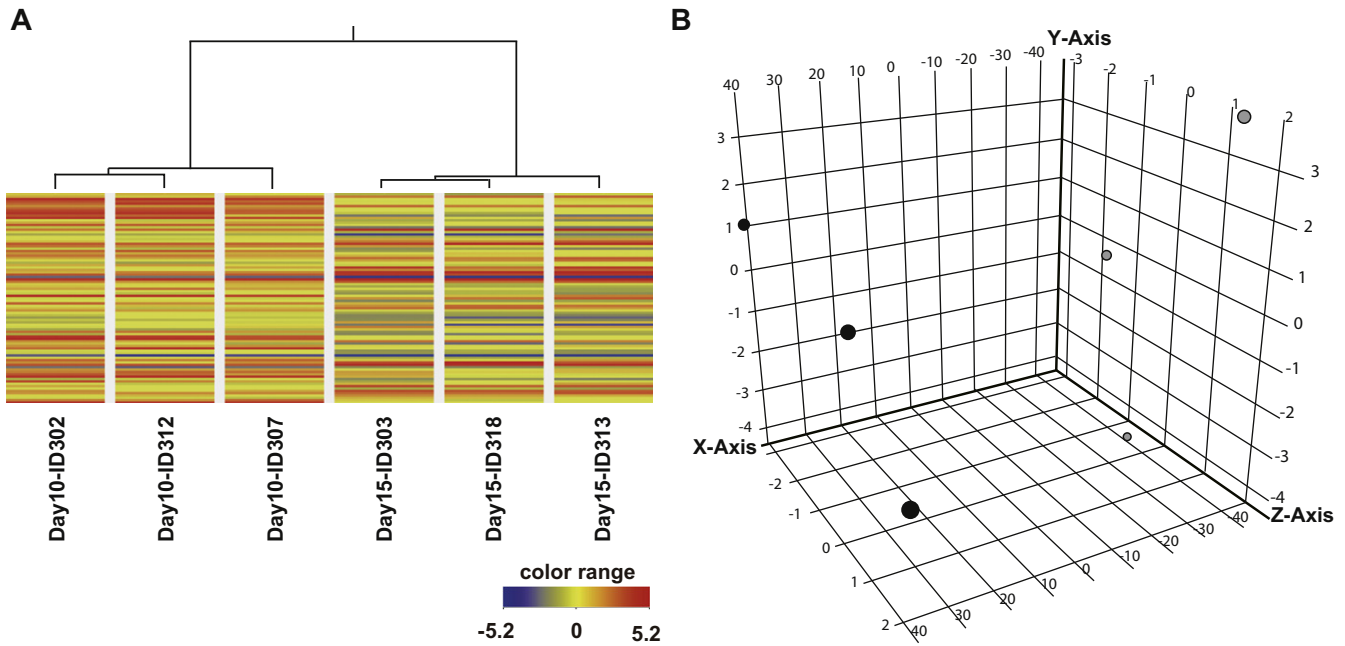 A
Day10-ID302
Day10-ID312
Day10-ID307
Day15-ID303
Day15-ID318
Day15-ID313
color range
-5.2 0 5.2
B
Y-Axis
40 30 20 10 0 -10 -20 -30 -40
-3 -2 -1 0 1 2
3
2
1
0
-1
-2
-3
-4
3
2
1
0
-1
-2
-3
-4
X-Axis
Z-Axis
-2
-1
0
1
2
40 30 20 10 0 -10 -20 -30 -40